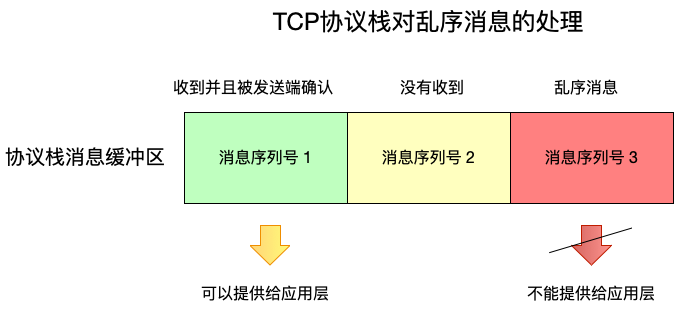 TCP协议栈对乱序消息的处理
收到并且被发送端确认
没有收到
乱序消息
协议栈消息缓冲区
消息序列号 1
消息序列号 2
消息序列号 3
可以提供给应用层
不能提供给应用层